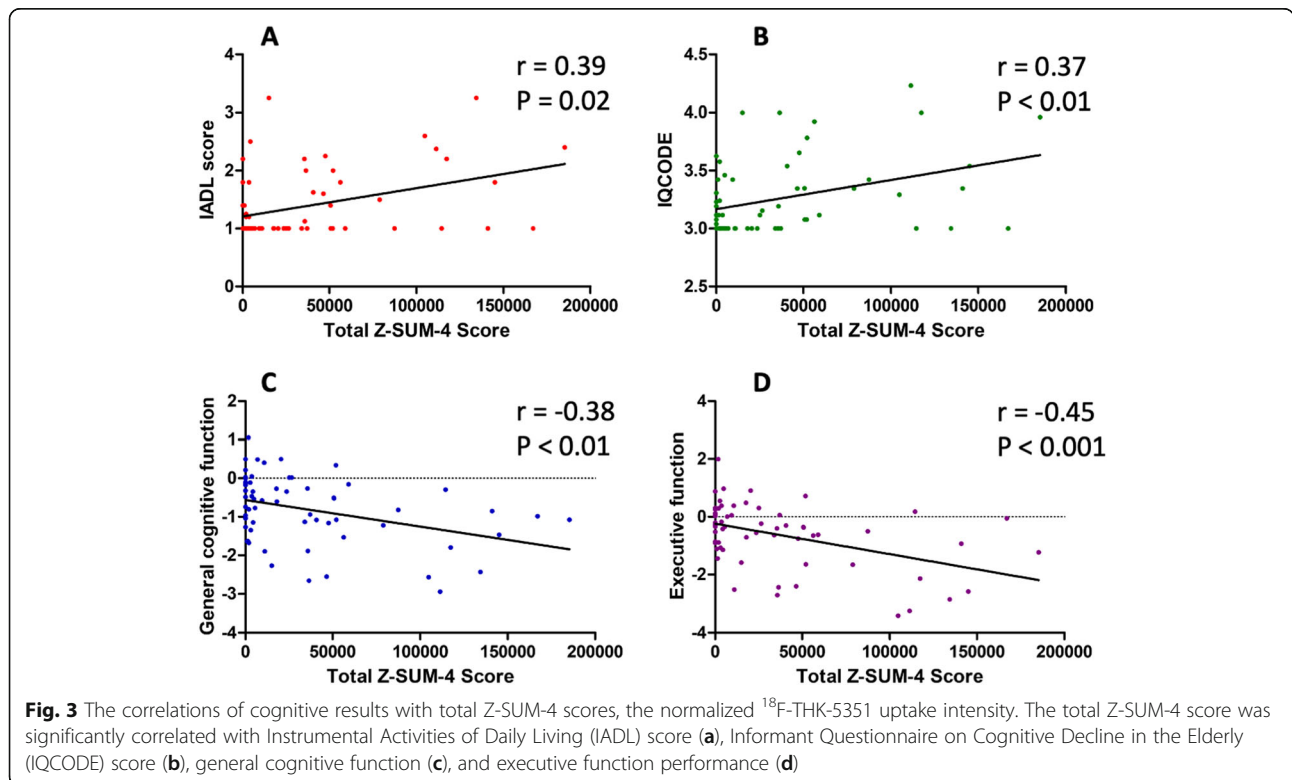 A
r = 0.39
P = 0.02
4
3
2
1
0
IADL score
0
50000
100000
150000
200000
Total Z-SUM-4 Score
B
r = 0.37
P < 0.01
4.5
4.0
3.5
3.0
2.5
IQCODE
0
50000
100000
150000
200000
Total Z-SUM-4 Score
C
r = -0.38
P < 0.01
2
1
0
-1
-2
-3
-4
General cognitive function
0
50000
100000
150000
200000
Total Z-SUM-4 Score
D
r = -0.45
P < 0.001
4
2
0
-2
-4
Executive function
0
50000
100000
150000
200000
Total Z-SUM-4 Score
Fig. 3 The correlations of cognitive results with total Z-SUM-4 scores, the normalized ¹⁸F-THK-5351 uptake intensity. The total Z-SUM-4 score was
significantly correlated with Instrumental Activities of Daily Living (IADL) score (a), Informant Questionnaire on Cognitive Decline in the Elderly
(IQCODE) score (b), general cognitive function (c), and executive function performance (d)